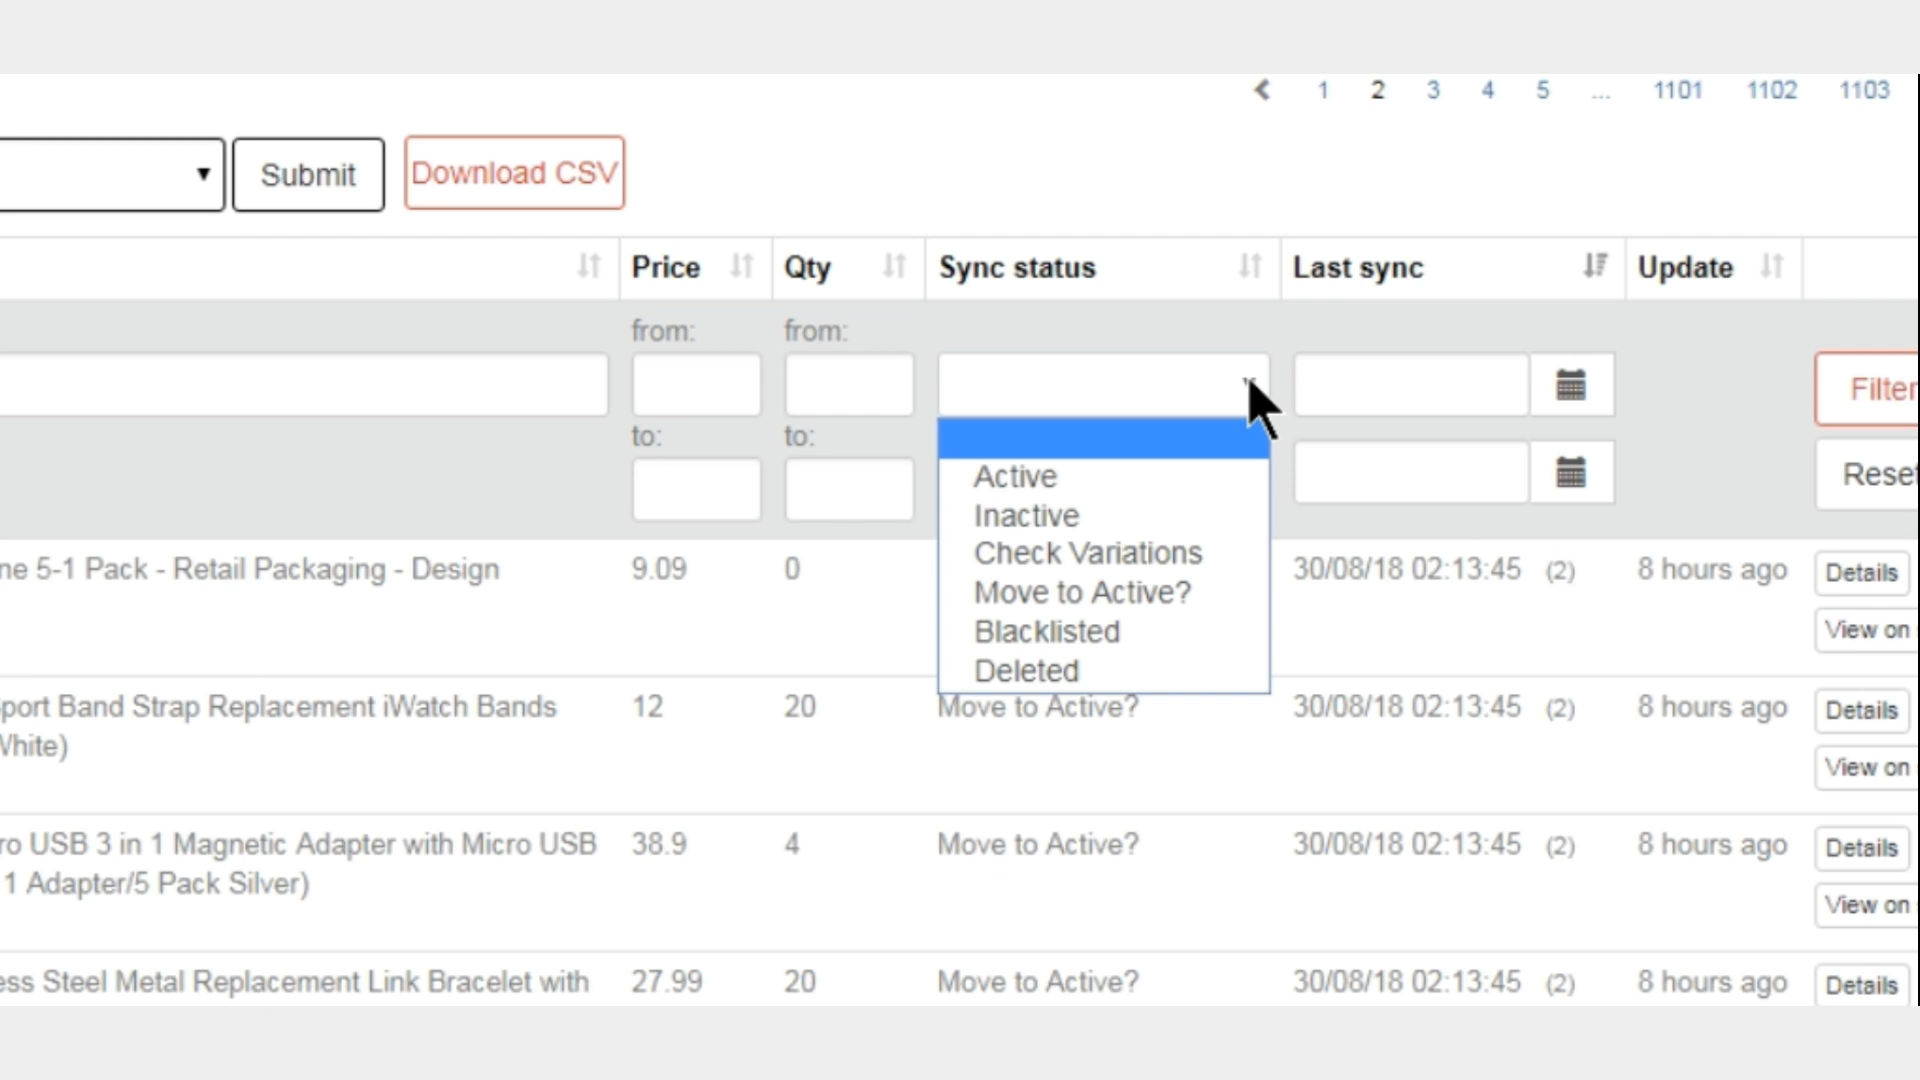 1 2 3 4 5 ... 1101 1102 1103
Submit Download CSV
Price Qty Sync status Last sync Update
from: from:
Filter
to: to:
Active
Reset
Inactive
Check Variations
Move to Active?
Blacklisted
Deleted
ne 5-1 Pack - Retail Packaging - Design 9.09 0 30/08/18 02:13:45 (2) 8 hours ago Details
View on
port Band Strap Replacement iWatch Bands 12 20 Move to Active? 30/08/18 02:13:45 (2) 8 hours ago Details
White)
View on
ro USB 3 in 1 Magnetic Adapter with Micro USB 38.9 4 Move to Active? 30/08/18 02:13:45 (2) 8 hours ago Details
1 Adapter/5 Pack Silver)
View on
ess Steel Metal Replacement Link Bracelet with 27.99 20 Move to Active? 30/08/18 02:13:45 (2) 8 hours ago Details